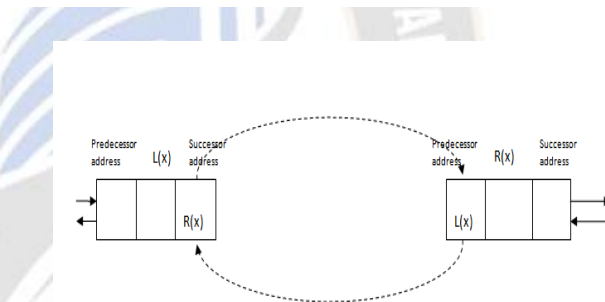 Predecessor
address
L(x)
Successor
address
R(x)
Predecessor
address
R(x)
Successor
address
L(x)